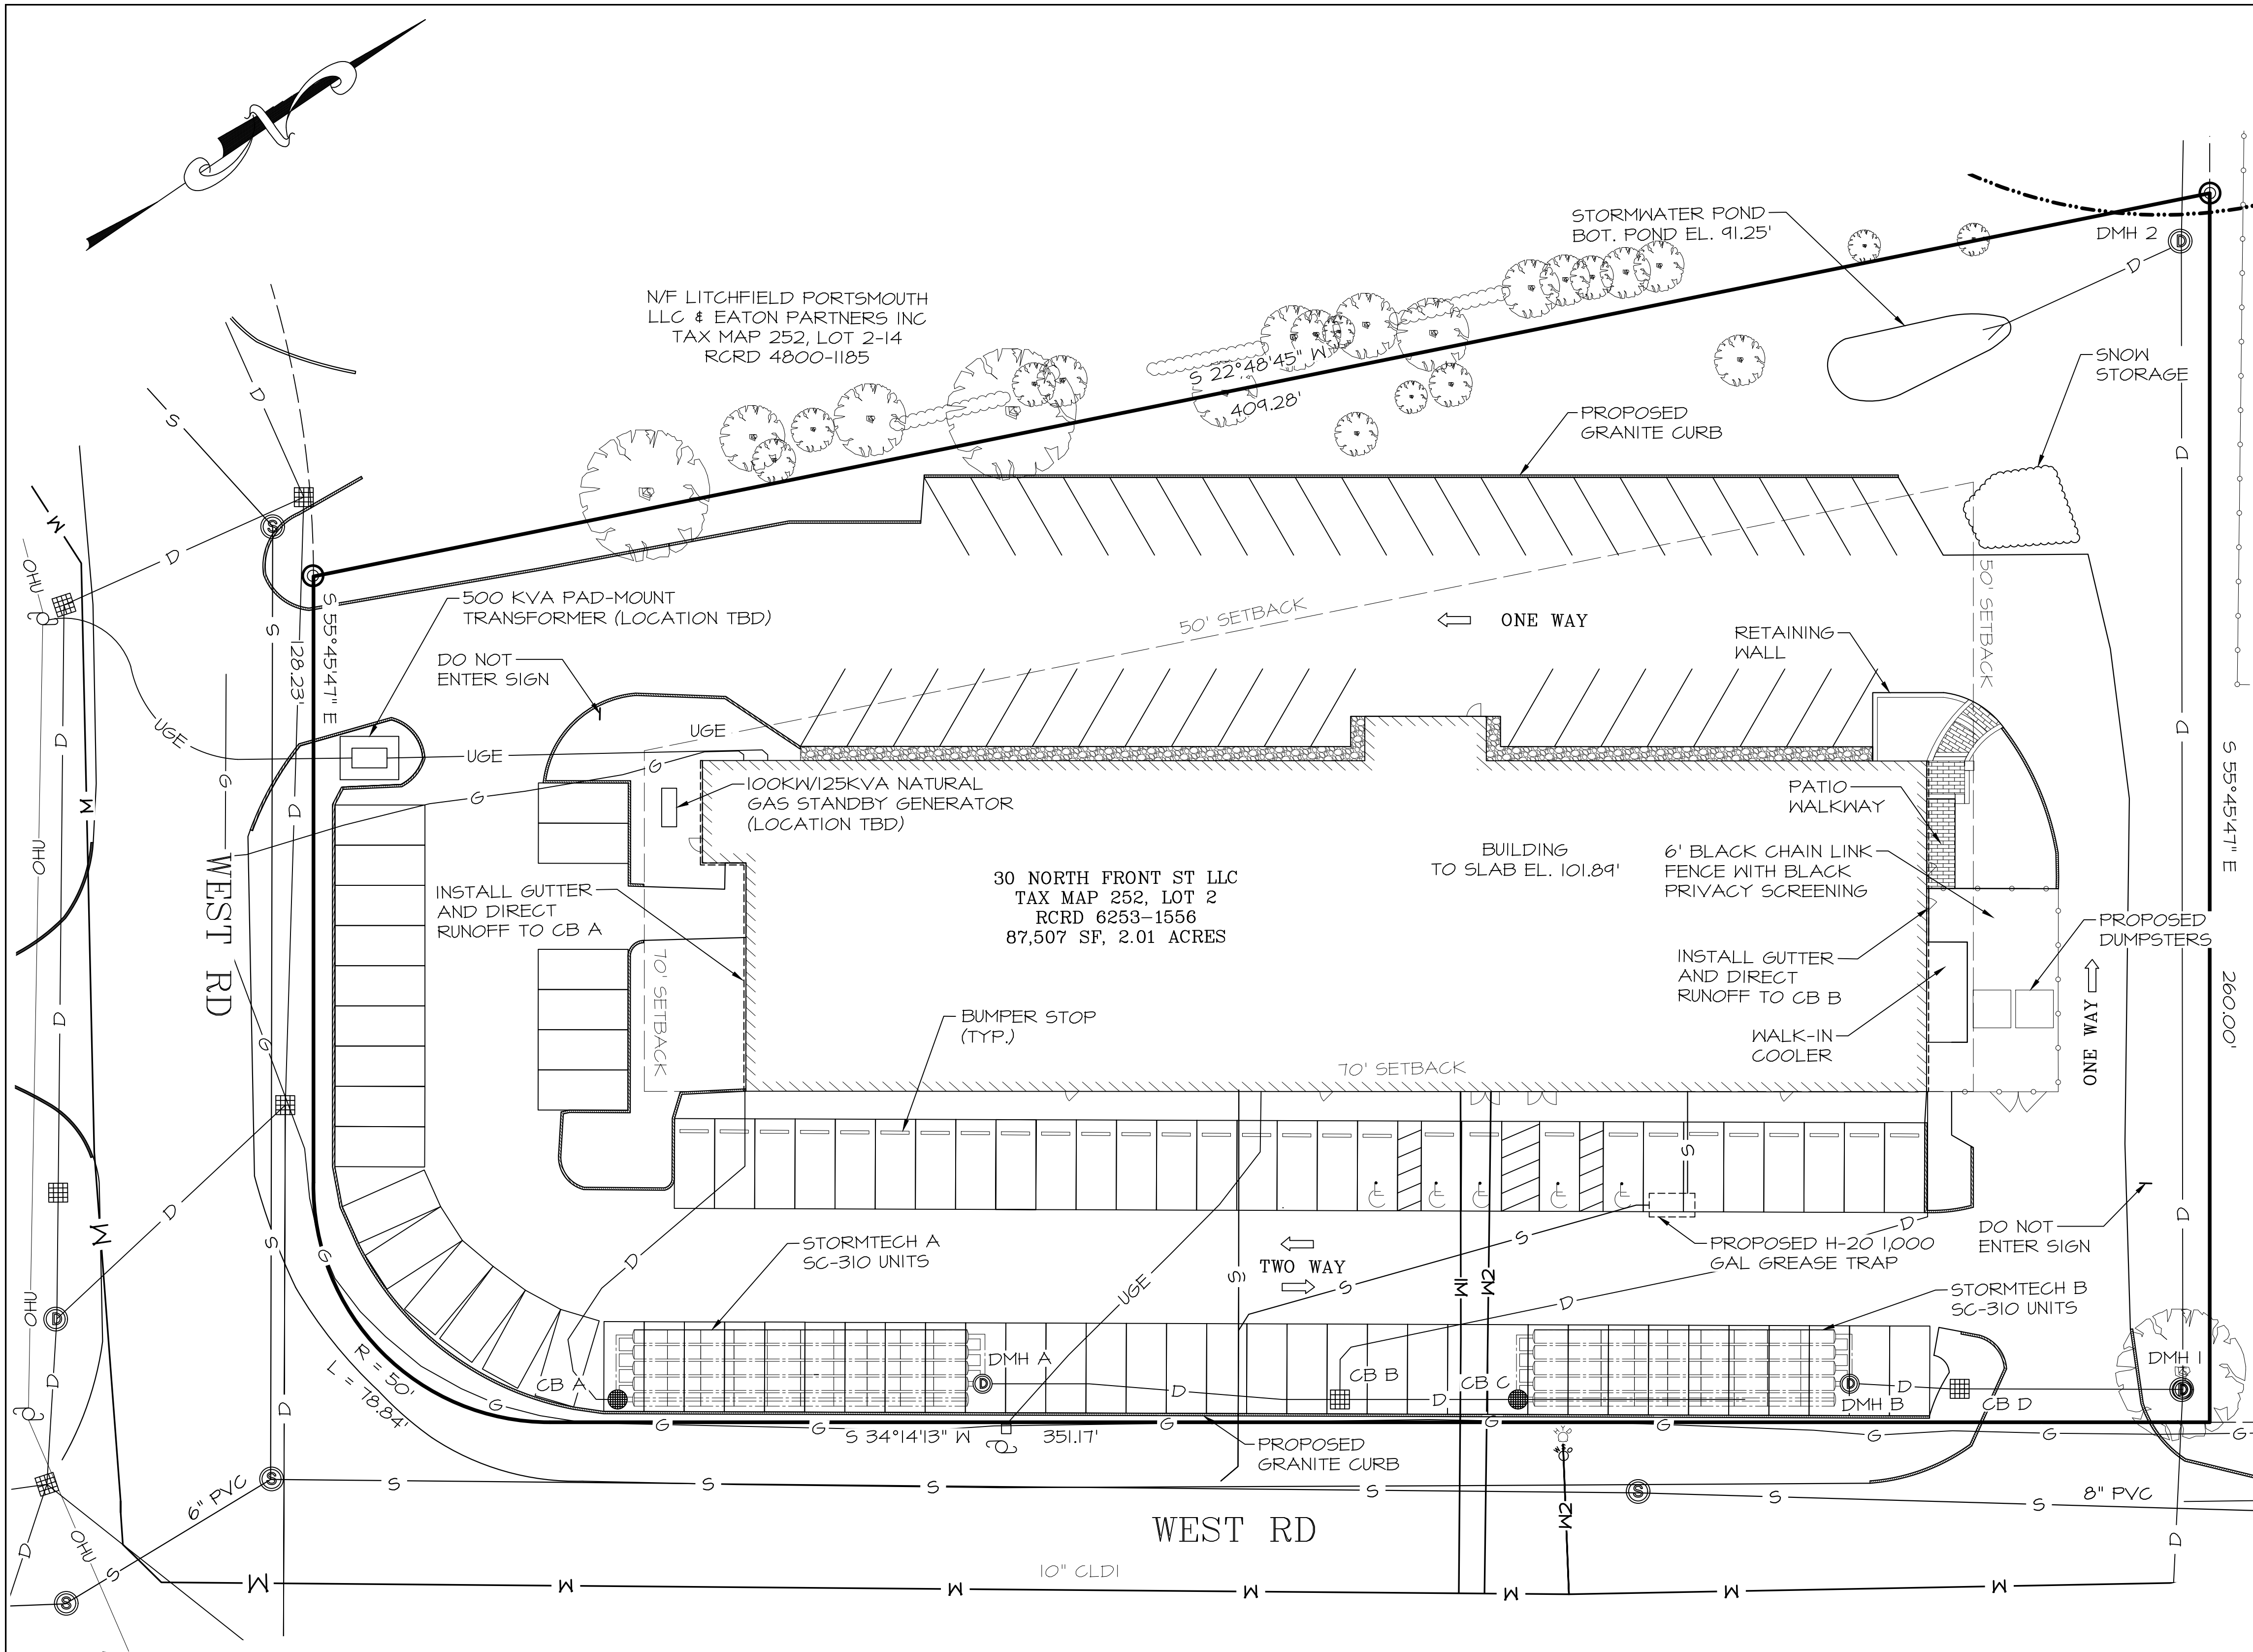 STORMWATER POND
BOT. POND EL. 91.25'
DMH 2
D
D
N/F LITCHFIELD PORTSMOUTH
LLC & EATON PARTNERS INC
TAX MAP 252, LOT 2-14
RCRD 4800-1185
S 22°48'45" W
409.28'
SNOW
STORAGE
PROPOSED
GRANITE CURB
D
S
D
W
S
D
OHU
500 KVA PAD-MOUNT
TRANSFORMER (LOCATION TBD)
S 55°45'47" E
128.23'
S
DO NOT
ENTER SIGN
50' SETBACK
ONE WAY
50' SETBACK
RETAINING
WALL
UGE
UGE
UGE
D
G
D
D
S 55°45'47" E
260.00'
G
G
100KW/125KVA NATURAL
GAS STANDBY GENERATOR
(LOCATION TBD)
PATIO
WALKWAY
W
D
OHU
WEST RD
BUILDING
TO SLAB EL. 101.89'
6' BLACK CHAIN LINK
FENCE WITH BLACK
PRIVACY SCREENING
30 NORTH FRONT ST LLC
TAX MAP 252, LOT 2
RCRD 6253-1556
87,507 SF, 2.01 ACRES
INSTALL GUTTER
AND DIRECT
RUNOFF TO CB A
PROPOSED
DUMPSTERS
INSTALL GUTTER
AND DIRECT
RUNOFF TO CB B
70' SETBACK
BUMPER STOP
(TYP.)
WALK-IN
COOLER
ONE WAY
70' SETBACK
D
G
S
D
W
D
D
D
DO NOT
ENTER SIGN
STORMTECH A
SC-310 UNITS
TWO WAY
S
PROPOSED H-20 1,000
GAL GREASE TRAP
S
G
D
UGE
S
S
W1
W2
D
STORMTECH B
SC-310 UNITS
OHU
D
D
R = 50'
L = 78.84'
CB A
DMH A
D
D
CB B
D
CB C
D
DMH B
D
D
CB D
DMH 1
D
D
G
G
G
G
G
G
G
G
G
S 34°14'13" W
351.17'
PROPOSED
GRANITE CURB
S
6" PVC
S
S
S
S
S
S
S
8" PVC
D
OHU
S
S
D
WEST RD
W2
D
10" CLDI
W
W
W
W
W
W
W